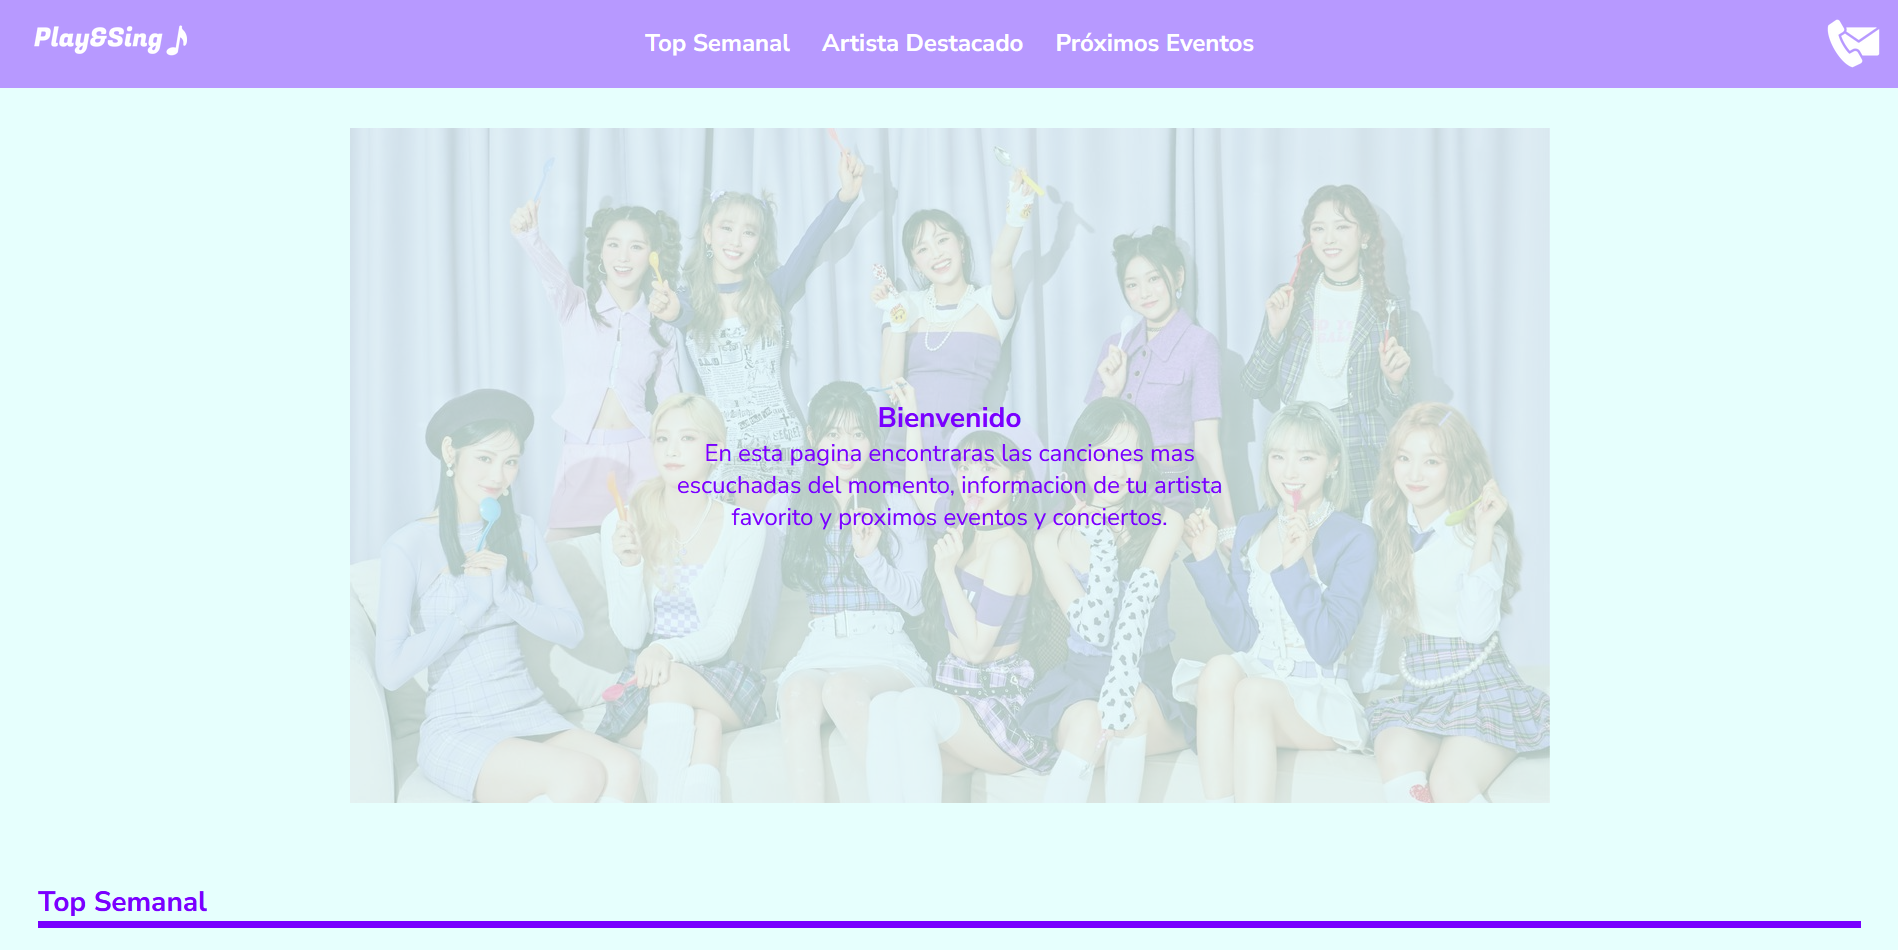 Play&Sing
Top Semanal
Artista Destacado
Próximos Eventos
Bienvenido
En esta pagina encontraras las canciones mas
escuchadas del momento, informacion de tu artista
favorito y proximos eventos y conciertos.
Top Semanal